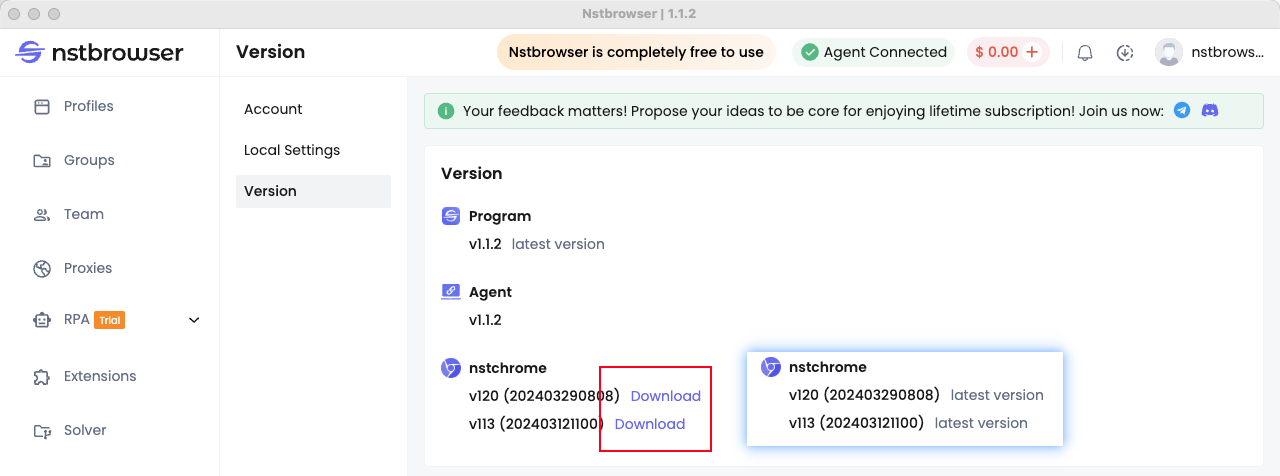 Nstbrowser | 1.1.2
nstbrowser
Version
Nstbrowser is completely free to use
Agent Connected
$ 0.00 +
nstbrows...
Profiles
Groups
Team
Proxies
RPA Trial
Extensions
Solver
Account
Local Settings
Version
Your feedback matters! Propose your ideas to be core for enjoying lifetime subscription! Join us now:
Version
Program
v1.1.2 latest version
Agent
v1.1.2
nstchrome
v120 (202403290808) Download
v113 (202403121100) Download
nstchrome
v120 (202403290808) latest version
v113 (202403121100) latest version